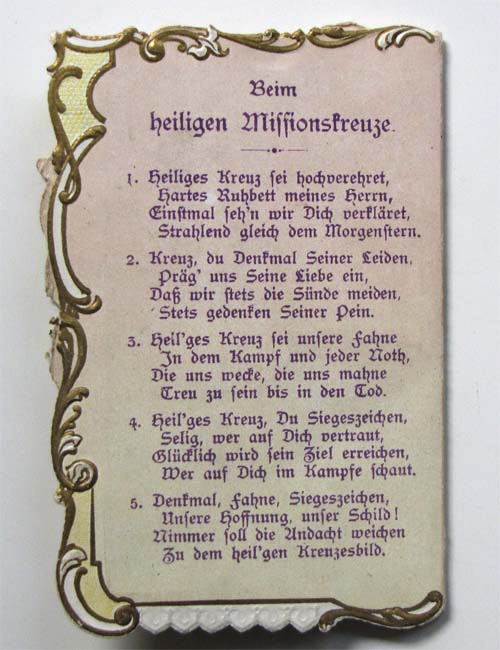 Beim
heiligen Missionskreuze.
1. Heiliges Kreuz sei hochverehret,
Hartes Ruhbett meines Herrn,
Einstmal seh'n wir Dich verkläret,
Strahlend gleich dem Morgenstern.
2. Kreuz, du Denkmal Seiner Leiden,
Präg' uns Seine Liebe ein,
Daß wir stets die Sünde meiden,
Stets gedenken Seiner Pein.
3. Heil'ges Kreuz sei unsere Fahne
In dem Kampf und jeder Noth,
Die uns wecke, die uns mahne
Treu zu sein bis in den Tod.
4. Heil'ges Kreuz, Du Siegeszeichen,
Selig, wer auf Dich vertraut,
Glücklich wird sein Ziel erreichen,
Wer auf Dich im Kampfe schaut.
5. Denkmal, Fahne, Siegeszeichen,
Unsere Hoffnung, unser Schild!
Nimmer soll die Andacht weichen
Zu dem heil'gen Kreuzesbild.